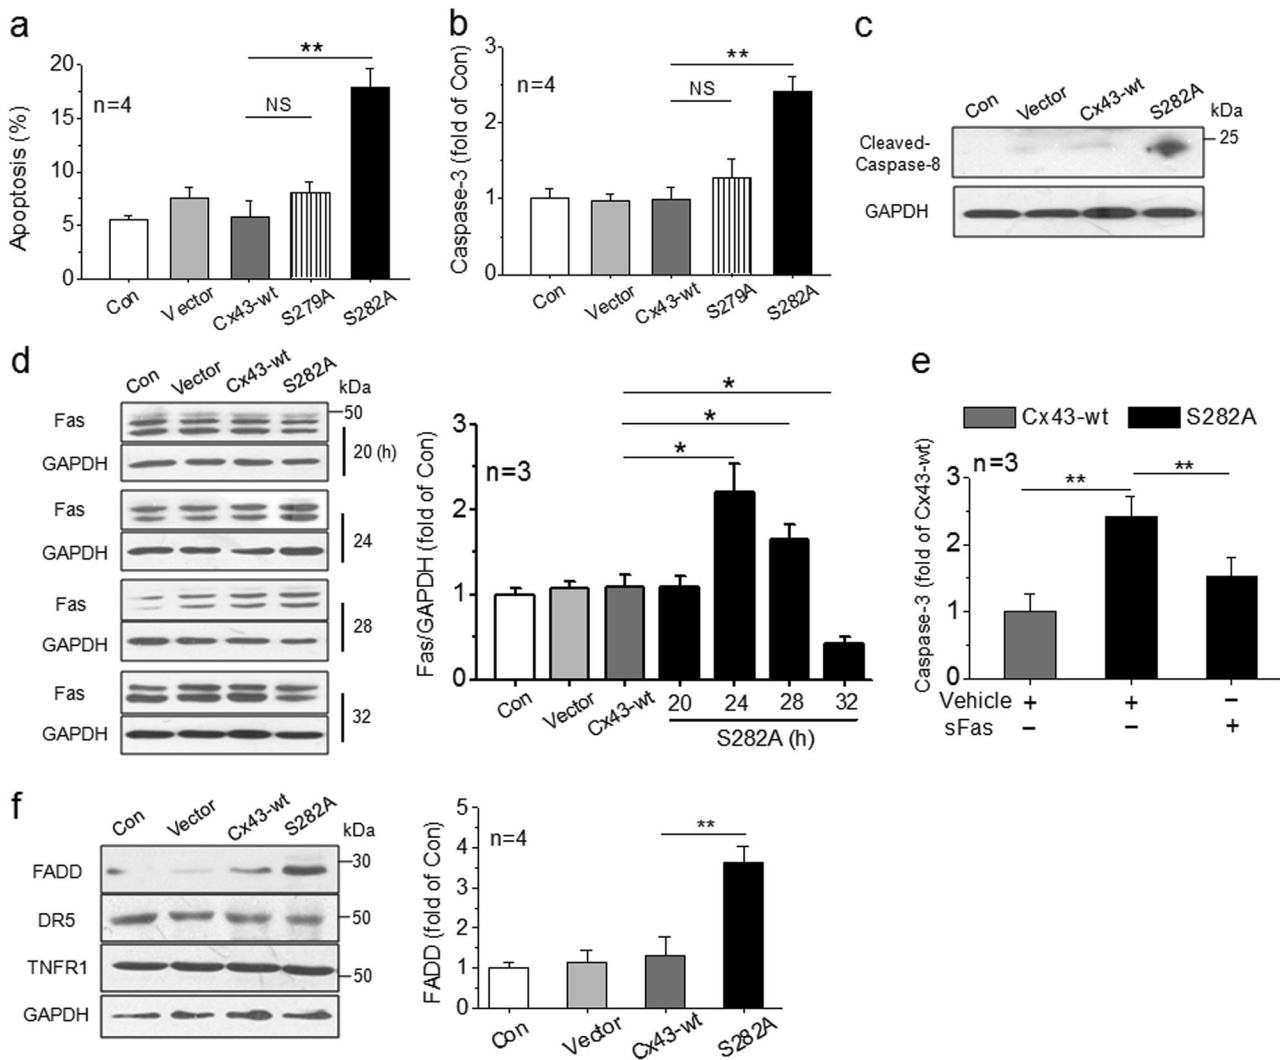 a
**
NS
n=4
Apoptosis (%)
20
15
10
5
0
Con
Vector
Cx43-wt
S279A
S282A
b
**
NS
n=4
Caspase-3 (fold of Con)
3
2
1
0
Con
Vector
Cx43-wt
S279A
S282A
c
Con
Vector
Cx43-wt
S282A
kDa
25
Cleaved-
Caspase-8
GAPDH
d
Con
Vector
Cx43-wt
S282A
kDa
50
Fas
GAPDH
20 (h)
Fas
GAPDH
24
Fas
GAPDH
28
Fas
GAPDH
32
*
*
*
n=3
Fas/GAPDH (fold of Con)
3
2
1
0
Con
Vector
Cx43-wt
20
24
28
32
S282A (h)
e
Cx43-wt
S282A
n=3
**
**
Caspase-3 (fold of Cx43-wt)
3
2
1
0
Vehicle + + −
sFas − − +
f
Con
Vector
Cx43-wt
S282A
kDa
30
FADD
DR5
50
TNFR1
50
GAPDH
**
n=4
FADD (fold of Con)
5
4
3
2
1
0
Con
Vector
Cx43-wt
S282A